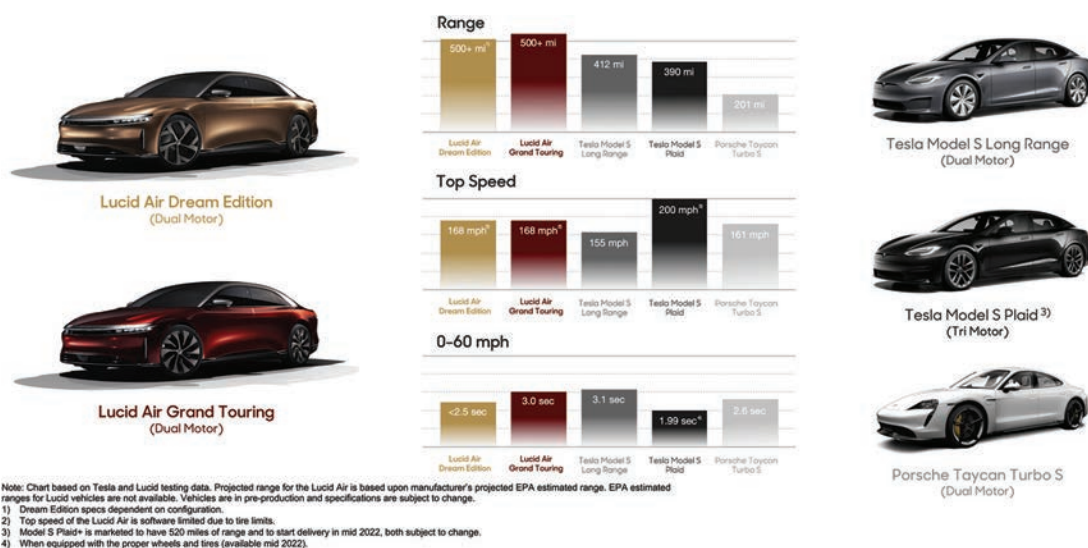 Range
500+ mi¹⁾
500+ mi
412 mi
390 mi
201 mi
Lucid Air Dream Edition
Lucid Air Grand Touring
Tesla Model S Long Range
Tesla Model S Plaid
Porsche Taycan Turbo S
Top Speed
168 mph²⁾
168 mph²⁾
155 mph
200 mph⁴⁾
161 mph
Lucid Air Dream Edition
Lucid Air Grand Touring
Tesla Model S Long Range
Tesla Model S Plaid
Porsche Taycan Turbo S
0-60 mph
<2.5 sec
3.0 sec
3.1 sec
1.99 sec⁴⁾
2.6 sec
Lucid Air Dream Edition
Lucid Air Grand Touring
Tesla Model S Long Range
Tesla Model S Plaid
Porsche Taycan Turbo S
Lucid Air Dream Edition
(Dual Motor)
Lucid Air Grand Touring
(Dual Motor)
Tesla Model S Long Range
(Dual Motor)
Tesla Model S Plaid ³⁾
(Tri Motor)
Porsche Taycan Turbo S
(Dual Motor)
Note: Chart based on Tesla and Lucid testing data. Projected range for the Lucid Air is based upon manufacturer's projected EPA estimated range. EPA estimated
ranges for Lucid vehicles are not available. Vehicles are in pre-production and specifications are subject to change.
1) Dream Edition specs dependent on configuration.
2) Top speed of the Lucid Air is software limited due to tire limits.
3) Model S Plaid+ is marketed to have 520 miles of range and to start delivery in mid 2022, both subject to change.
4) When equipped with the proper wheels and tires (available mid 2022).